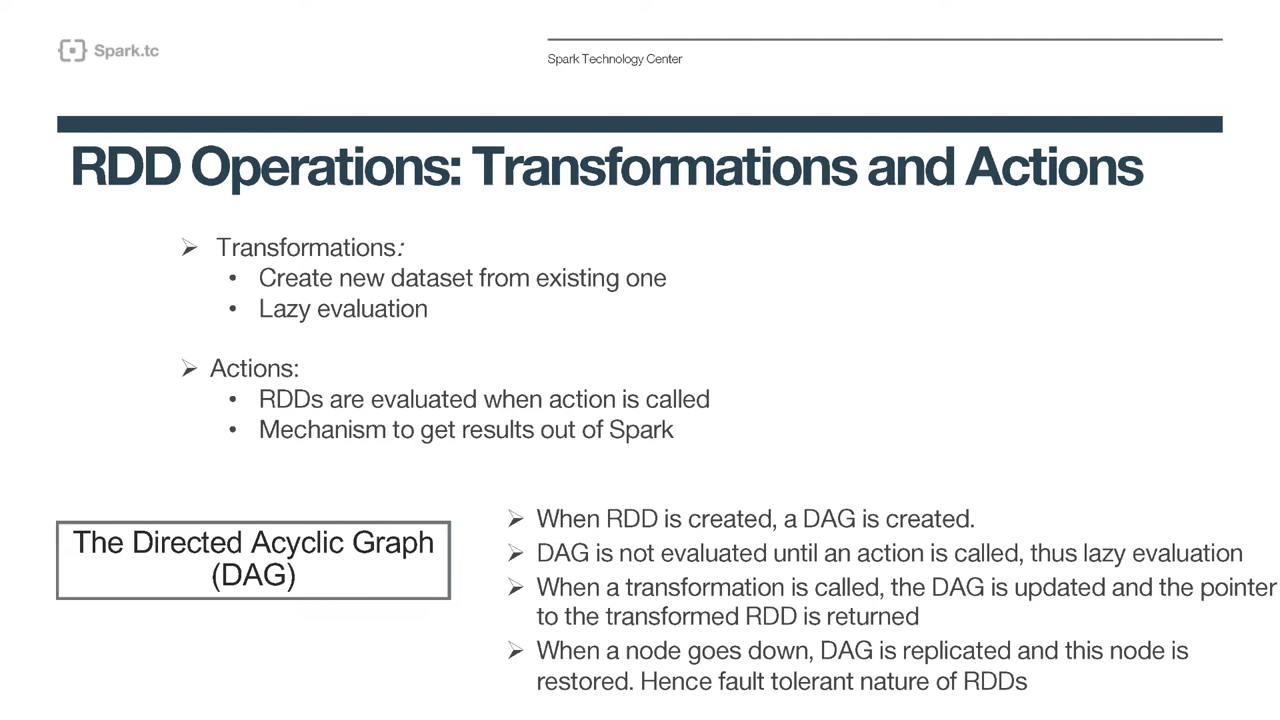 Spark.tc
Spark Technology Center
RDD Operations: Transformations and Actions
➢ Transformations:
• Create new dataset from existing one
• Lazy evaluation
➢ Actions:
• RDDs are evaluated when action is called
• Mechanism to get results out of Spark
The Directed Acyclic Graph
(DAG)
➢ When RDD is created, a DAG is created.
➢ DAG is not evaluated until an action is called, thus lazy evaluation
➢ When a transformation is called, the DAG is updated and the pointer
to the transformed RDD is returned
➢ When a node goes down, DAG is replicated and this node is
restored. Hence fault tolerant nature of RDDs